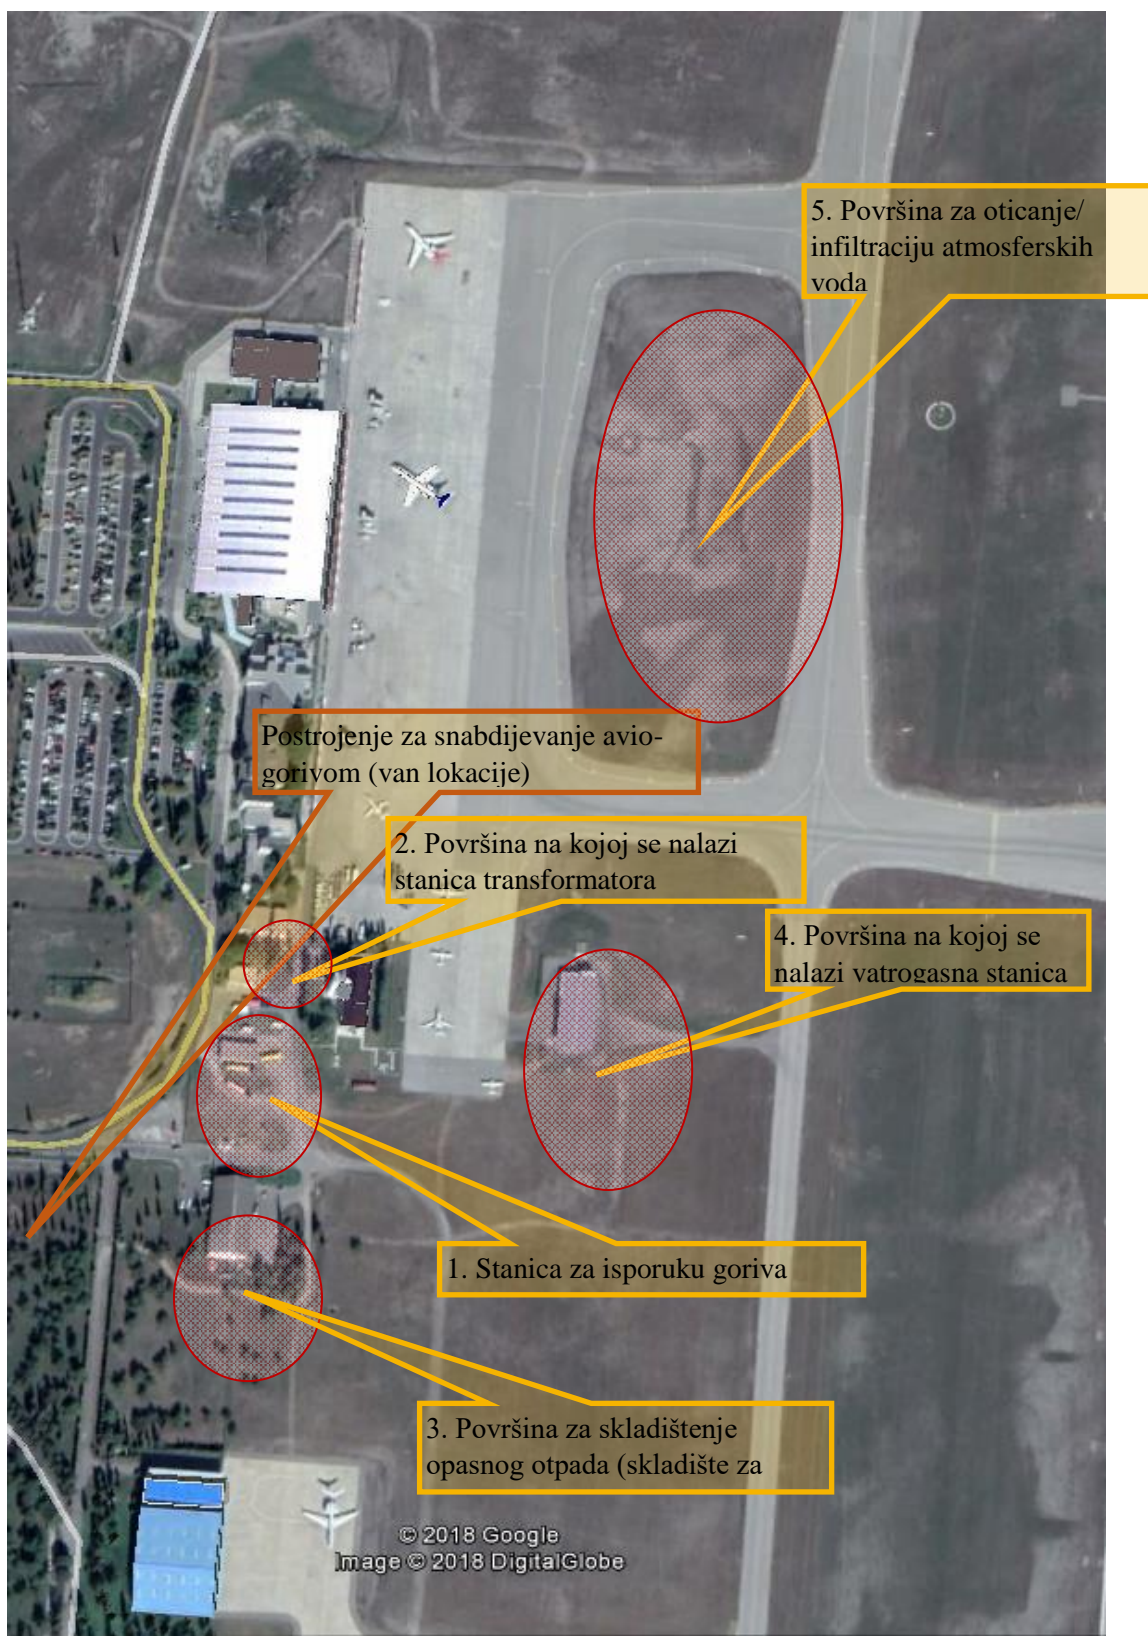 5. Površina za oticanje/
infiltraciju atmosferskih
voda
Postrojenje za snabdijevanje avio-
gorivom (van lokacije)
2. Površina na kojoj se nalazi
stanica transformatora
4. Površina na kojoj se
nalazi vatrogasna stanica
1. Stanica za isporuku goriva
3. Površina za skladištenje
opasnog otpada (skladište za
© 2018 Google
Image © 2018 DigitalGlobe